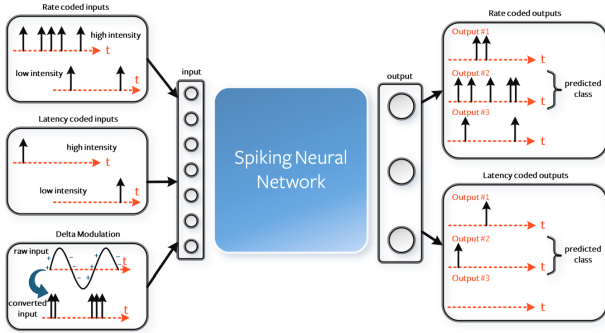 Rate coded inputs
high intensity
t
low intensity
t
Latency coded inputs
high intensity
t
low intensity
t
Delta Modulation
raw input
+ - +
+ - + -
+ - + -
t
converted
input
t
input
Spiking Neural
Network
output
Rate coded outputs
Output #1
t
Output #2
t
predicted
class
Output #3
t
Latency coded outputs
Output #1
t
Output #2
t
predicted
class
Output #3
t